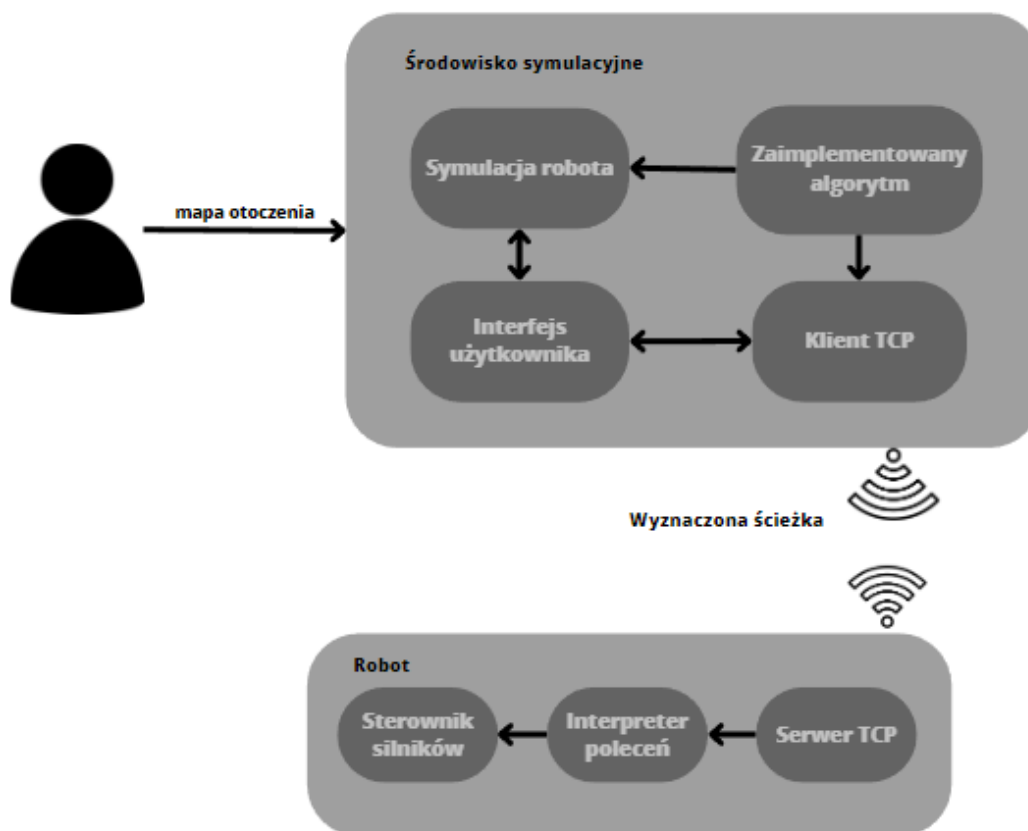 Środowisko symulacyjne
Symulacja robota
Zaimplementowany
algorytm
mapa otoczenia
Interfejs
użytkownika
Klient TCP
Wyznaczona ścieżka
Robot
Sterownik
silników
Interpreter
poleceń
Serwer TCP